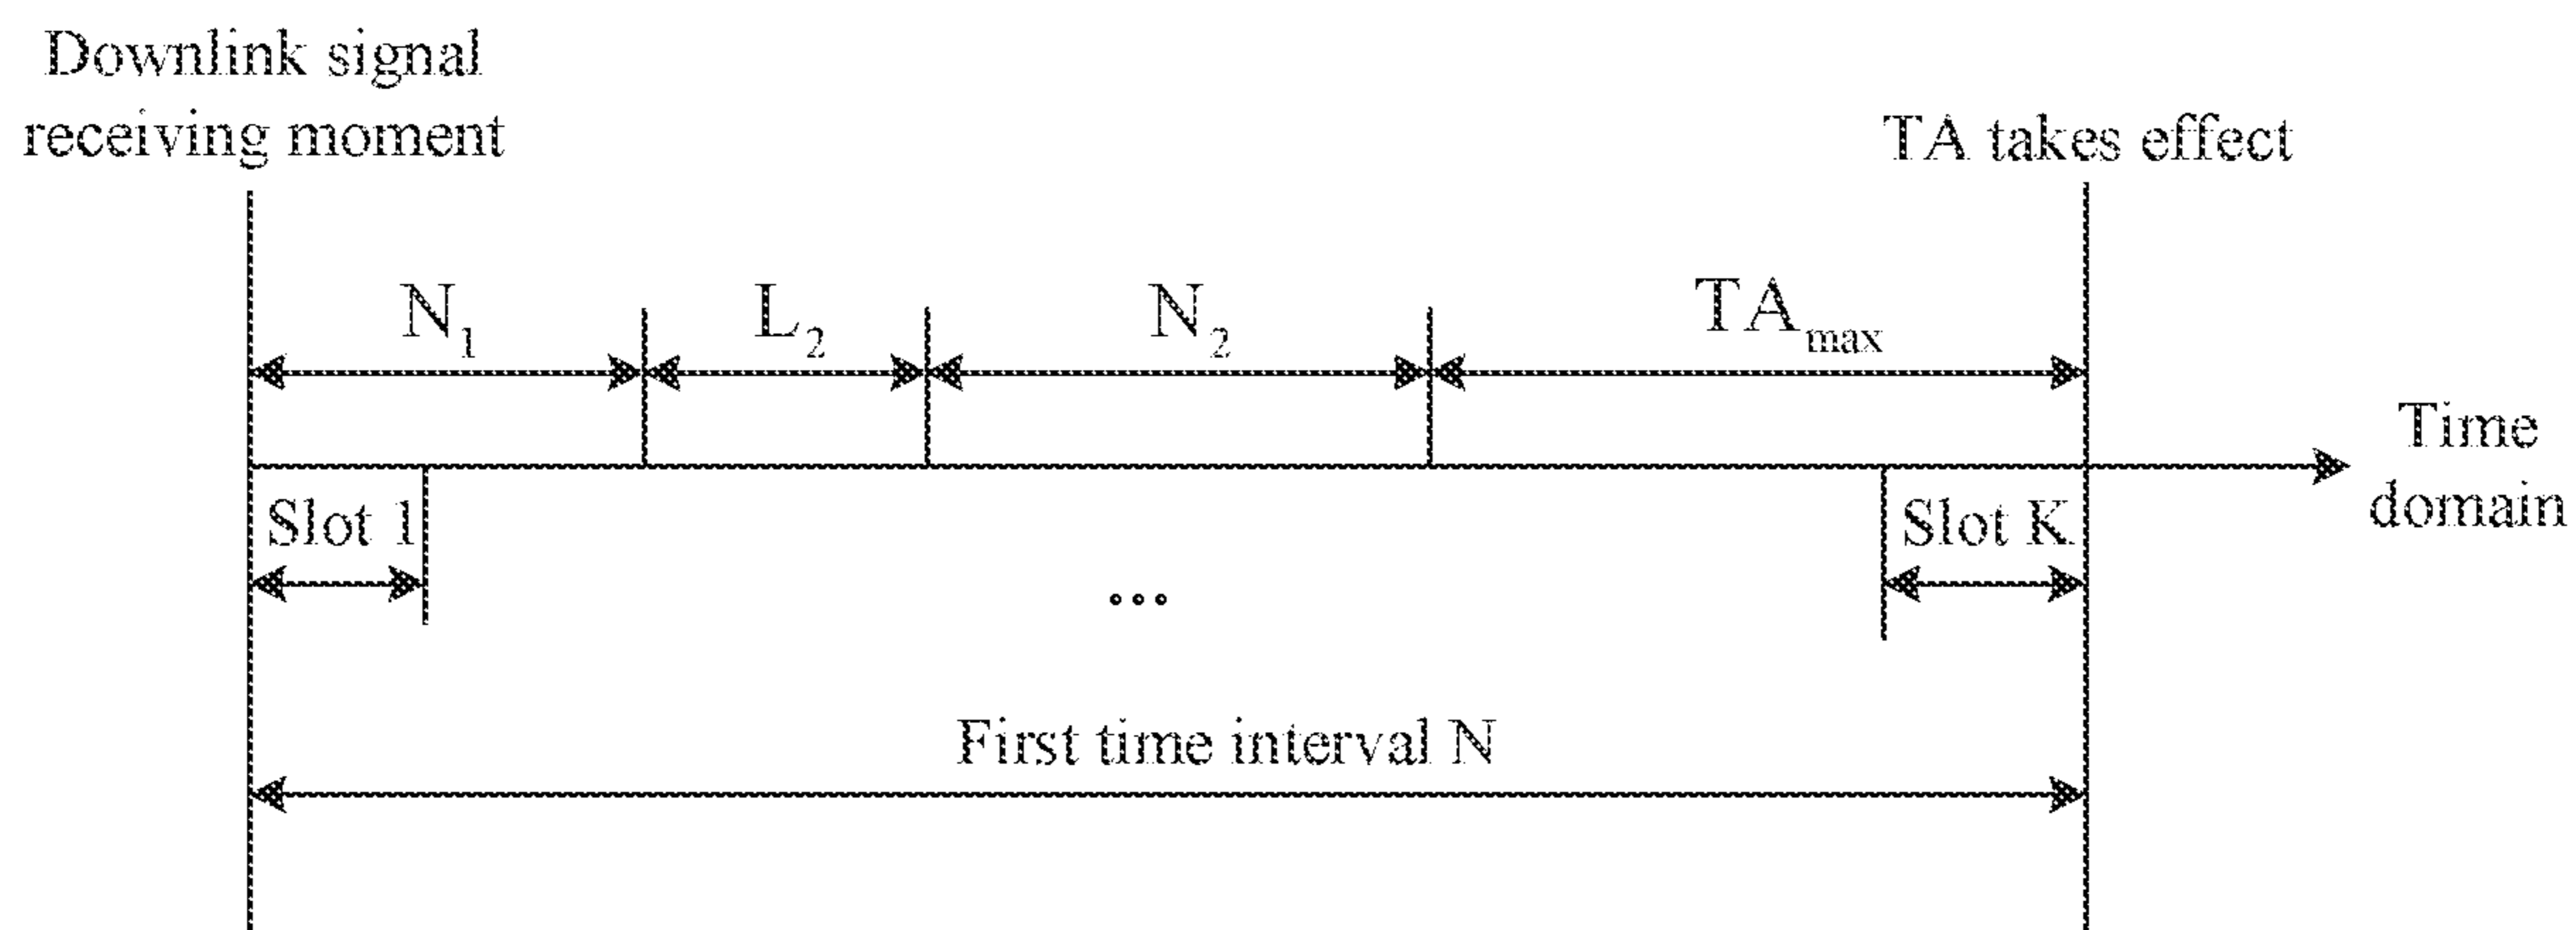 Downlink signal
receiving moment
TA takes effect
N₁
L₂
N₂
TAmax
Time
domain
Slot 1
Slot K
...
First time interval N